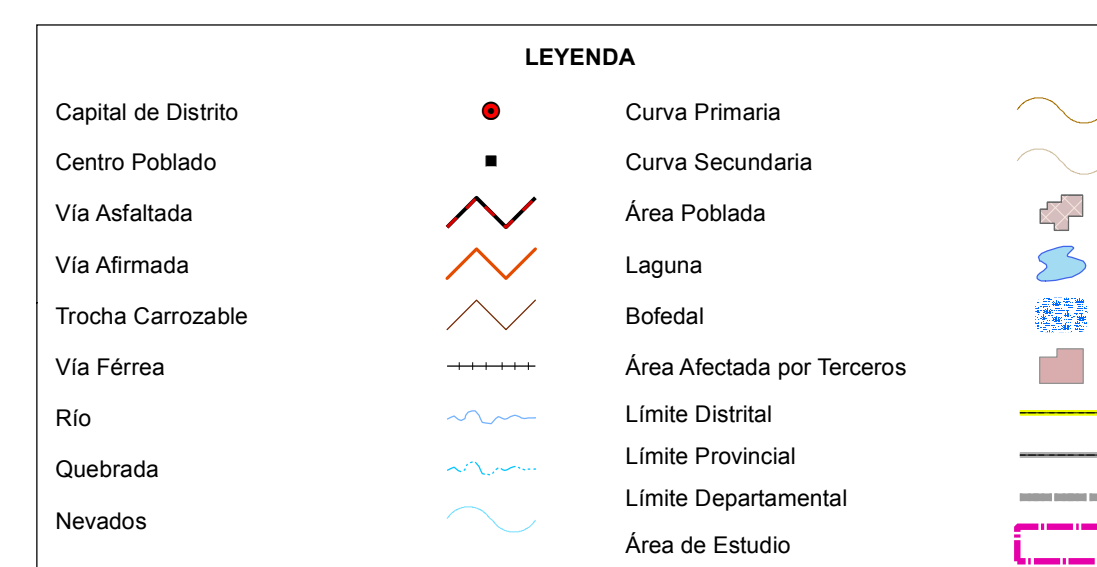 LEYENDA
Capital de Distrito
Centro Poblado
Vía Asfaltada
Vía Afirmada
Trocha Carrozable
Vía Férrea
Río
Quebrada
Nevados
Curva Primaria
Curva Secundaria
Área Poblada
Laguna
Bofedal
Área Afectada por Terceros
Límite Distrital
Límite Provincial
Límite Departamental
Área de Estudio